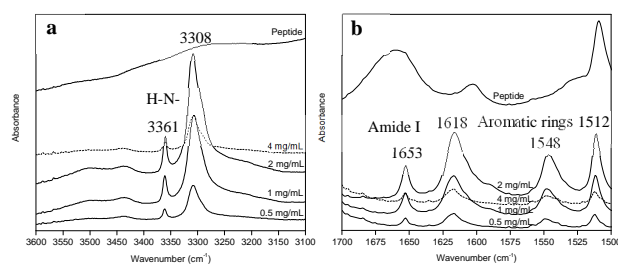 a
Peptide
3308
H-N-
3361
4 mg/mL
2 mg/mL
1 mg/mL
0.5 mg/mL
Absorbance
3600 3550 3500 3450 3400 3350 3300 3250 3200 3150 3100
Wavenumber (cm-1)
b
Peptide
Amide I
1653
1618
Aromatic rings
1548
1512
2 mg/mL
4 mg/mL
1 mg/mL
0.5 mg/mL
Absorbance
1700 1675 1650 1625 1600 1575 1550 1525 1500
Wavenumber (cm-1)